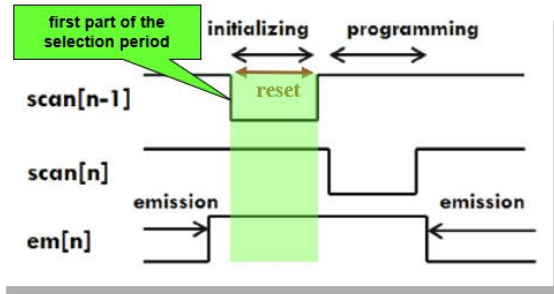 first part of the
selection period
initializing programming
reset
scan[n-1]
scan[n]
emission emission
em[n]